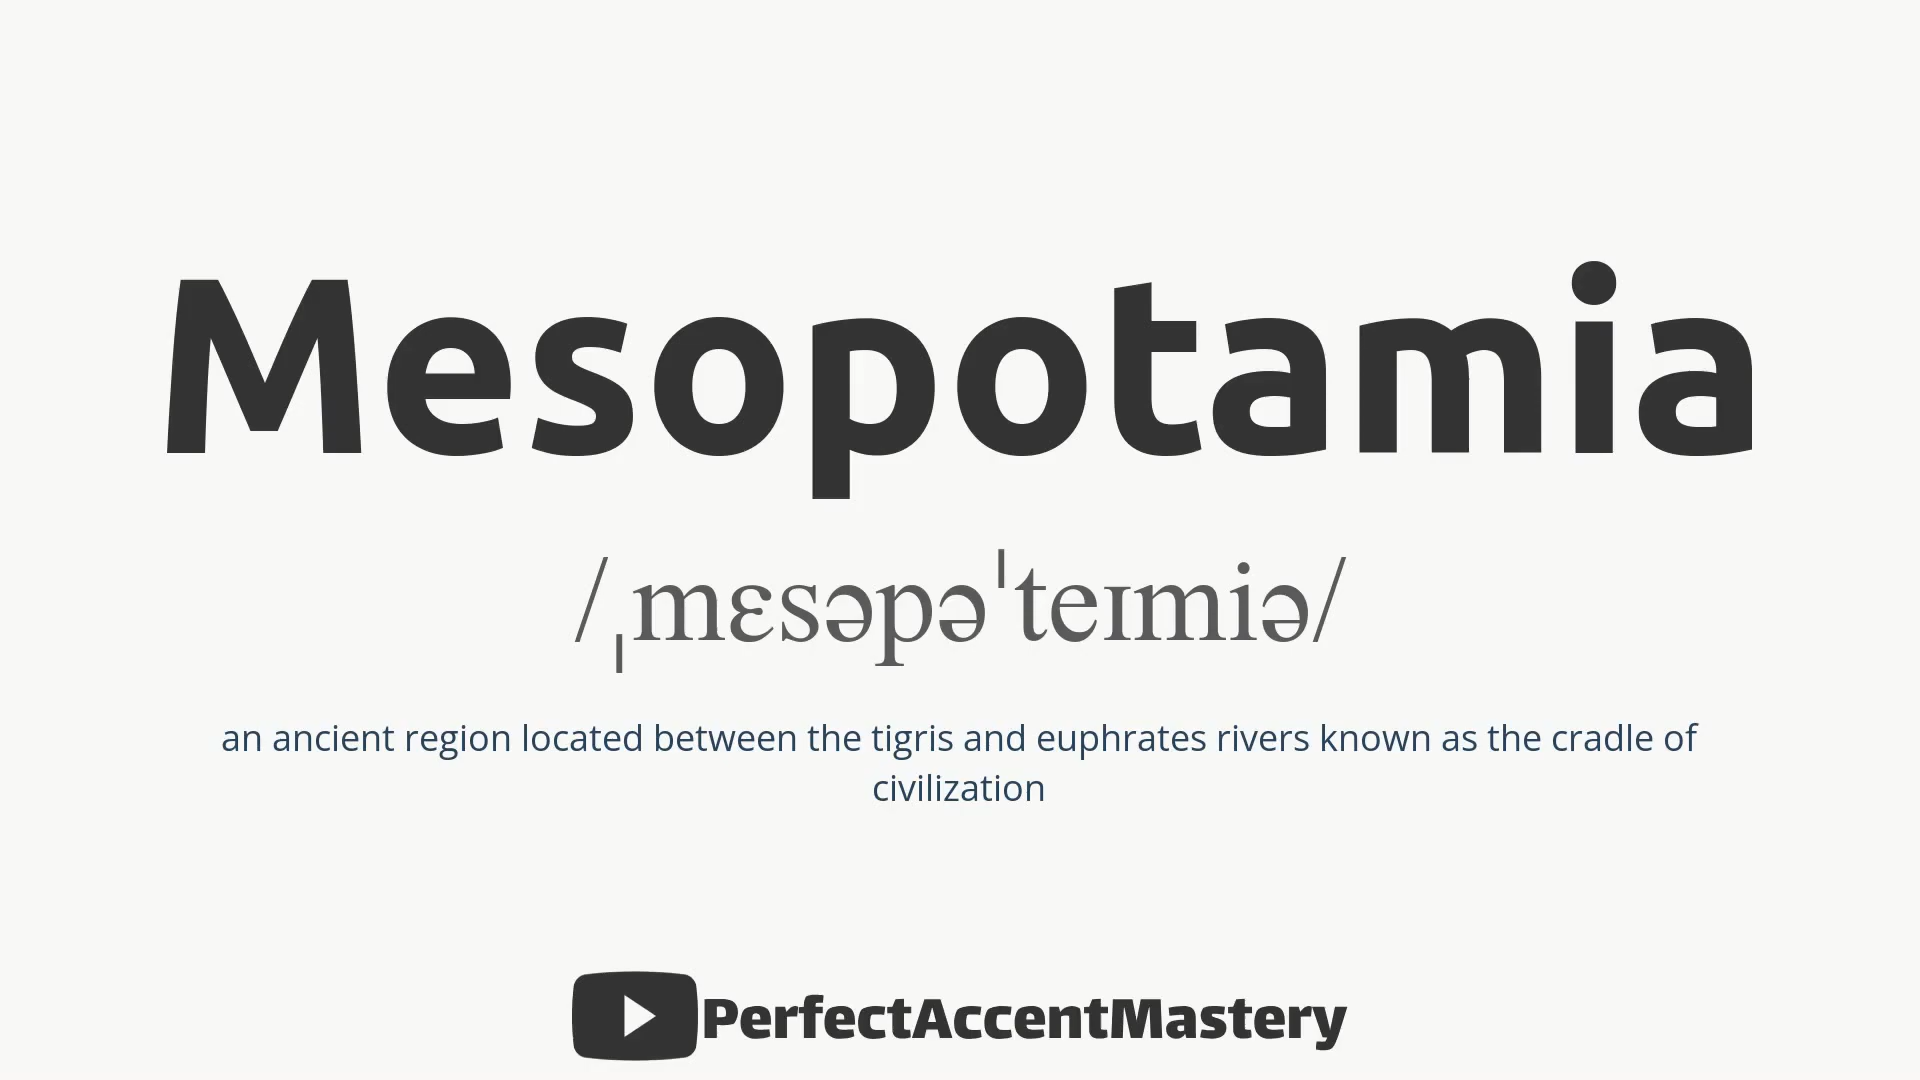 Mesopotamia
/ˌmɛsəpəˈteɪmiə/
an ancient region located between the tigris and euphrates rivers known as the cradle of
civilization
PerfectAccentMastery